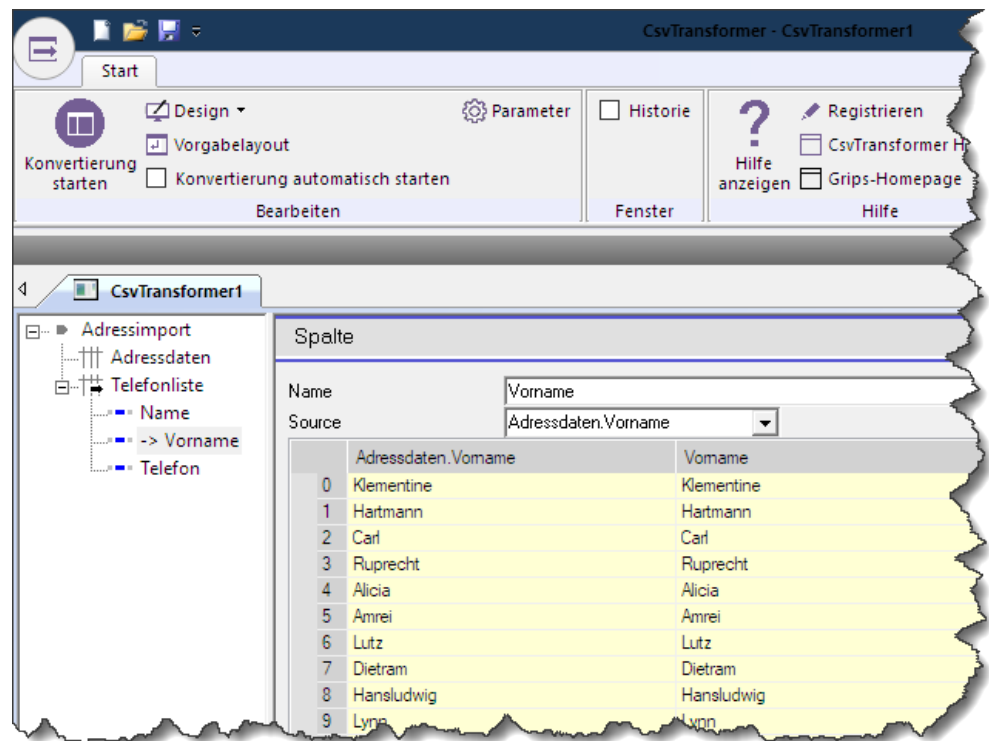 CsvTransformer - CsvTransformer1
Start
Konvertierung starten
Design
Vorgabelayout
Konvertierung automatisch starten
Parameter
Bearbeiten
Historie
Fenster
Hilfe anzeigen
Registrieren
CsvTransformer
Grips-Homepage
Hilfe
CsvTransformer1
Adressimport
Adressdaten
Telefonliste
Name
-> Vorname
Telefon
Spalte
Name Vorname
Source Adressdaten.Vorname
Adressdaten.Vorname Vorname
0 Klementine Klementine
1 Hartmann Hartmann
2 Carl Carl
3 Ruprecht Ruprecht
4 Alicia Alicia
5 Amrei Amrei
6 Lutz Lutz
7 Dietram Dietram
8 Hansludwig Hansludwig
9 Lynn Lynn